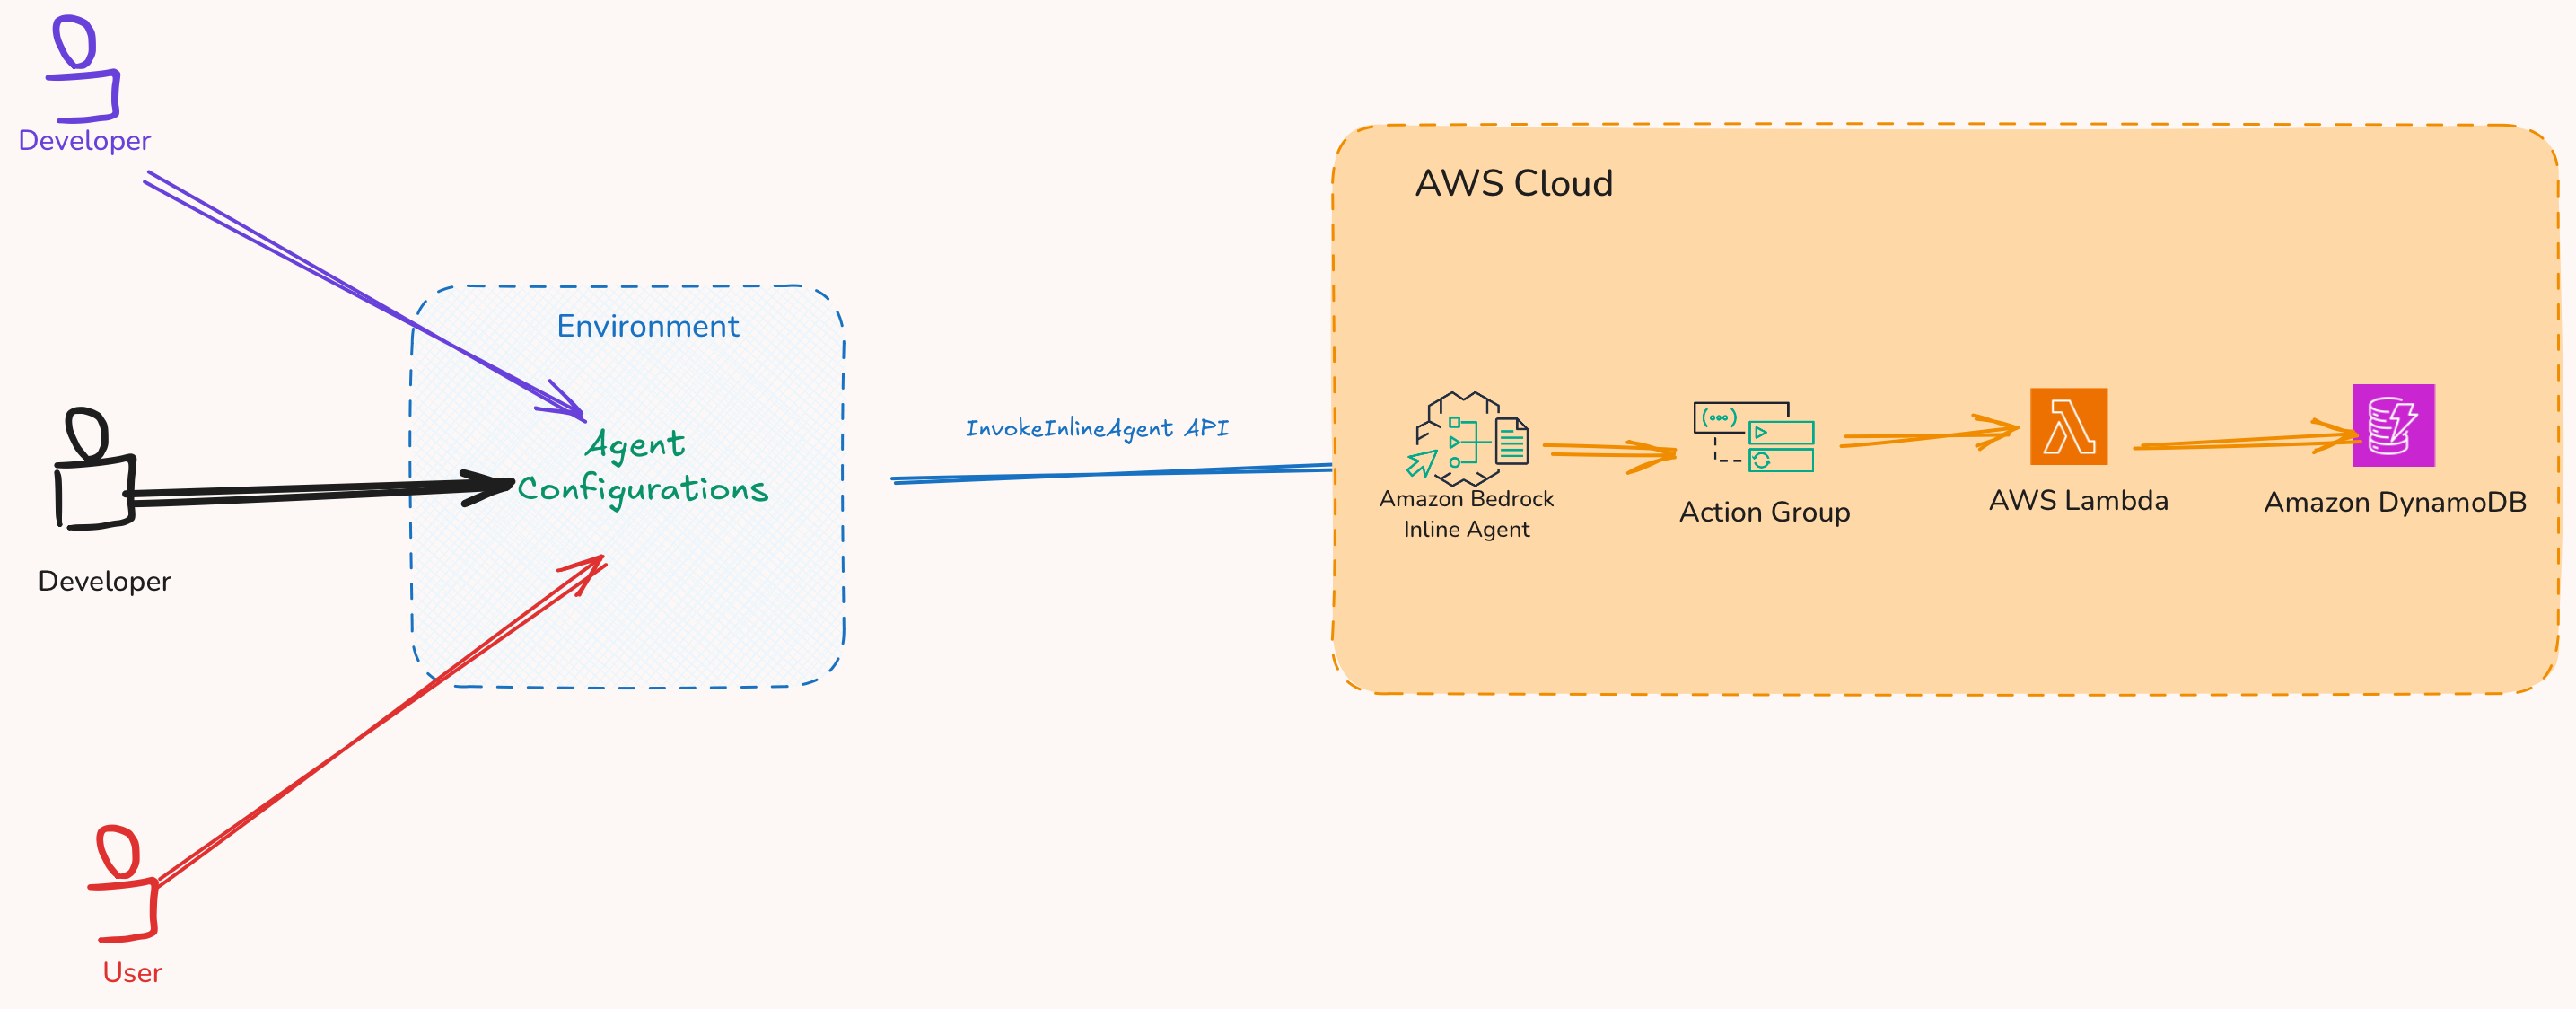 Developer
AWS Cloud
Environment
Agent
Configurations
InvokeInlineAgent API
Amazon Bedrock
Inline Agent
Action Group
AWS Lambda
Amazon DynamoDB
Developer
User